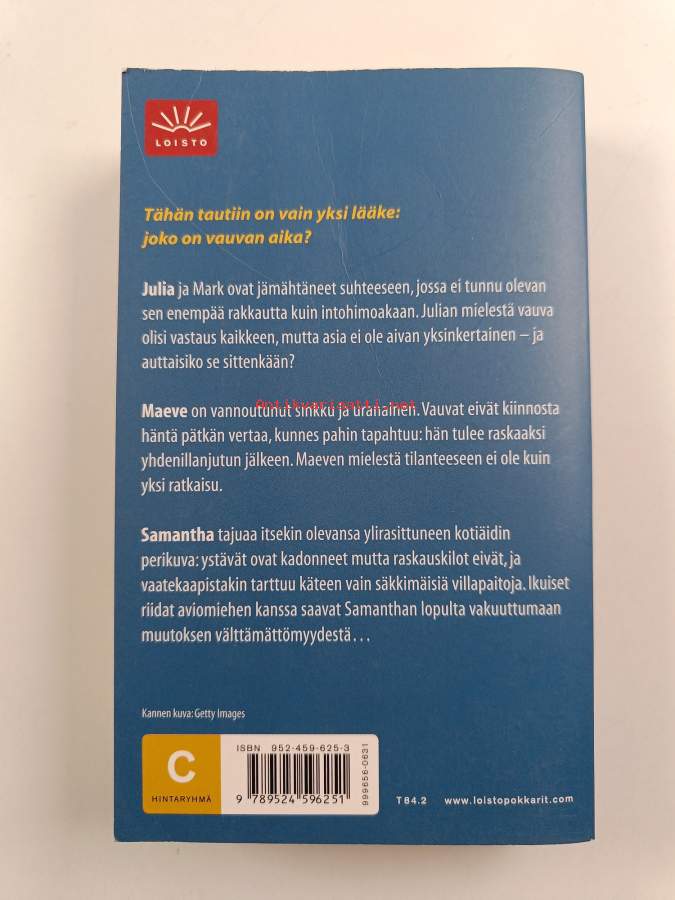 LOISTO
Tähän tautiin on vain yksi lääke:
joko on vauvan aika?
Julia ja Mark ovat jämähtäneet suhteeseen, jossa ei tunnu olevan
sen enempää rakkautta kuin intohimoakaan. Julian mielestä vauva
olisi vastaus kaikkeen, mutta asia ei ole aivan yksinkertainen – ja
auttaisiko se sittenkään?
Antikvariaatti.net
Maeve on vannoutunut sinkku ja uranainen. Vauvat eivät kiinnosta
häntä pätkän vertaa, kunnes pahin tapahtuu: hän tulee raskaaksi
yhdenillanjutun jälkeen. Maeven mielestä tilanteeseen ei ole kuin
yksi ratkaisu.
Samantha tajuaa itsekin olevansa ylirasittuneen kotiäidin
perikuva: ystävät ovat kadonneet mutta raskauskilot eivät, ja
vaatekaapistakin tarttuu käteen vain säkkimäisiä villapaitoja. Ikuiset
riidat aviomiehen kanssa saavat Samanthan lopulta vakuuttumaan
muutoksen välttämättömyydestä...
Kannen kuva: Getty Images
C
HINTARYHMÄ
ISBN 952-459-625-3
9 789524 596251
999656-0631
T 84.2 www.loistopokkarit.com